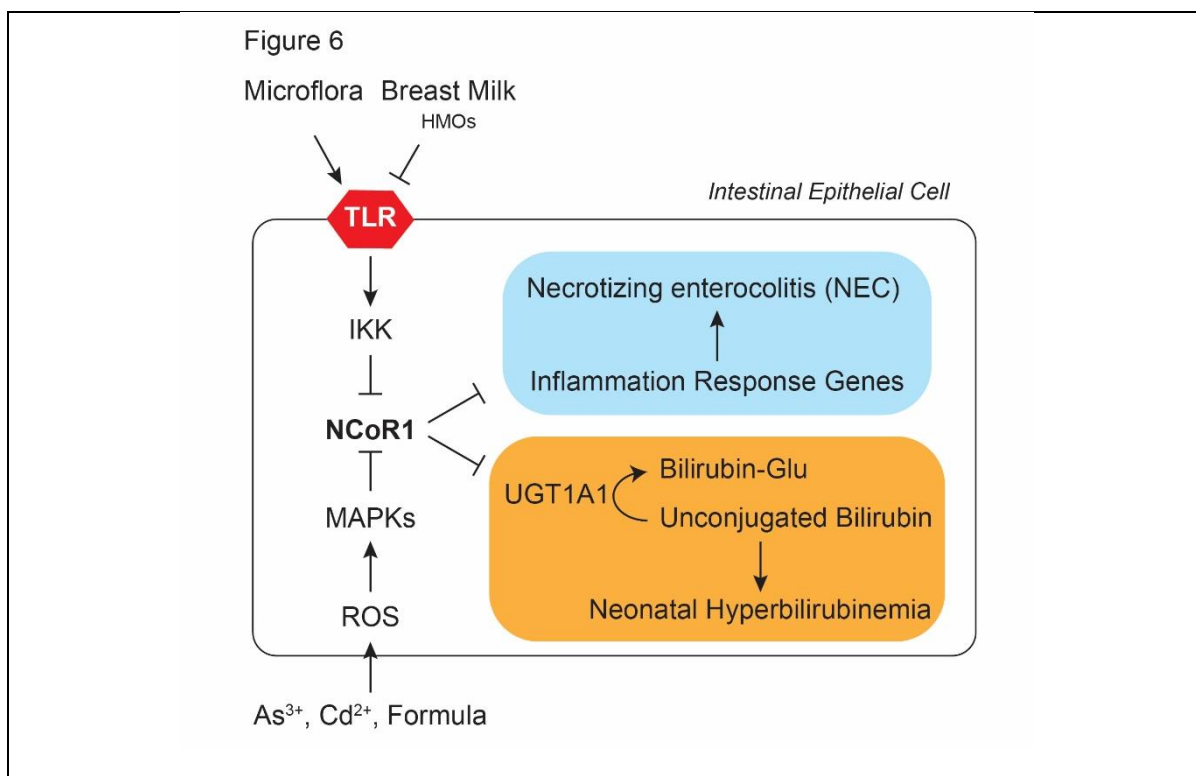 Figure 6
Microflora Breast Milk
HMOs
Intestinal Epithelial Cell
TLR
IKK
NCoR1
MAPKs
ROS
As³⁺, Cd²⁺, Formula
Necrotizing enterocolitis (NEC)
Inflammation Response Genes
UGT1A1
Bilirubin-Glu
Unconjugated Bilirubin
Neonatal Hyperbilirubinemia